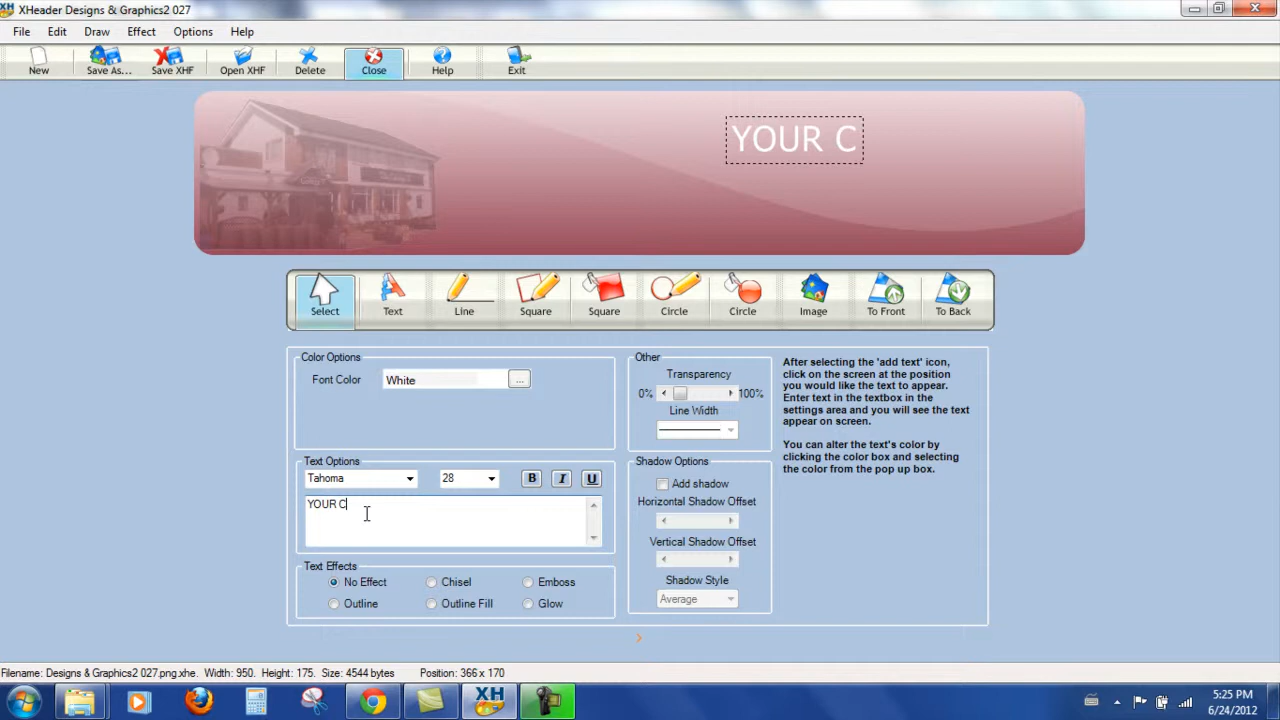 XHeader Designs & Graphics2 027
File Edit Draw Effect Options Help
New Save As... Save XHF Open XHF Delete Close Help Exit
YOUR C
Select Text Line Square Square Circle Circle Image To Front To Back
Color Options
Font Color White ...
Other
Transparency
0% 100%
Line Width
After selecting the 'add text' icon,
click on the screen at the position
you would like the text to appear.
Enter text in the textbox in the
settings area and you will see the text
appear on screen.
You can alter the text's color by
clicking the color box and selecting
the color from the pop up box.
Text Options
Tahoma 28 B I U
YOUR C
Shadow Options
Add shadow
Horizontal Shadow Offset
Vertical Shadow Offset
Shadow Style
Average
Text Effects
No Effect Chisel Emboss
Outline Outline Fill Glow
Filename: Designs & Graphics2 027.png.xhe. Width: 950. Height: 175. Size: 4544 bytes Position: 366 x 170
XH
5:25 PM
6/24/2012